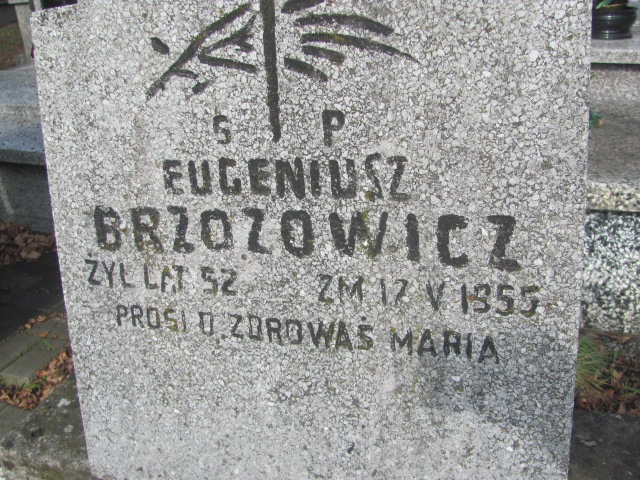 S P
EUGENIUSZ
BRZOZOWICZ
ŻYŁ LAT 52 ZM 17 V 1955
PROSI O ZDROWAŚ MARIA